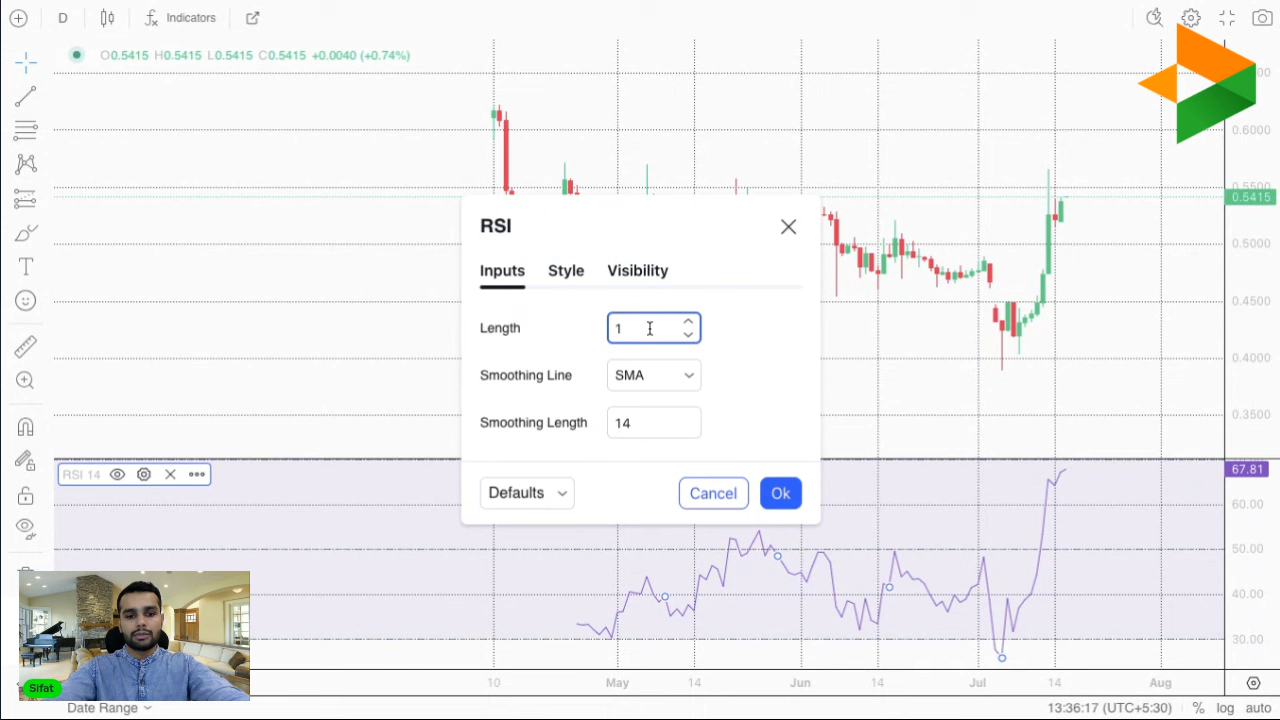 D Indicators
O0.5415 H0.5415 L0.5415 C0.5415 +0.0040 (+0.74%)
0.6000
0.5500
0.5415
0.5000
0.4500
0.4000
0.3500
RSI
Inputs Style Visibility
Length 1
Smoothing Line SMA
Smoothing Length 14
Defaults Cancel Ok
RSI 14
67.81
60.00
50.00
40.00
30.00
Sifat
10 May 14 Jun 14 Jul 14 Aug
Date Range 13:36:17 (UTC+5:30) % log auto